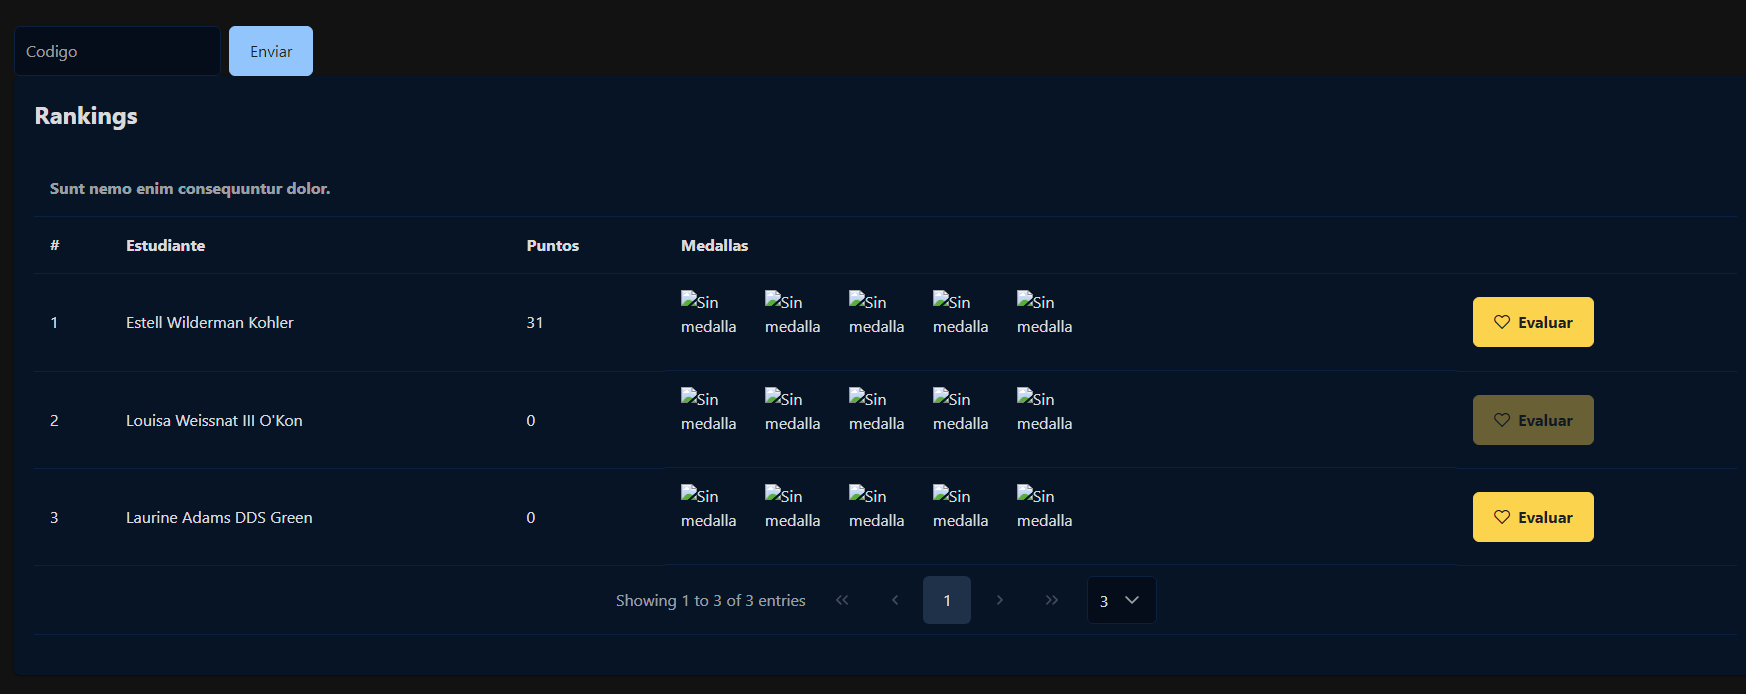 Codigo
Enviar
Rankings
Sunt nemo enim consequuntur dolor.
# Estudiante Puntos Medallas
1 Estell Wilderman Kohler 31 Sin medalla Sin medalla Sin medalla Sin medalla Sin medalla Evaluar
2 Louisa Weissnat III O'Kon 0 Sin medalla Sin medalla Sin medalla Sin medalla Sin medalla Evaluar
3 Laurine Adams DDS Green 0 Sin medalla Sin medalla Sin medalla Sin medalla Sin medalla Evaluar
Showing 1 to 3 of 3 entries « ‹ 1 › » 3